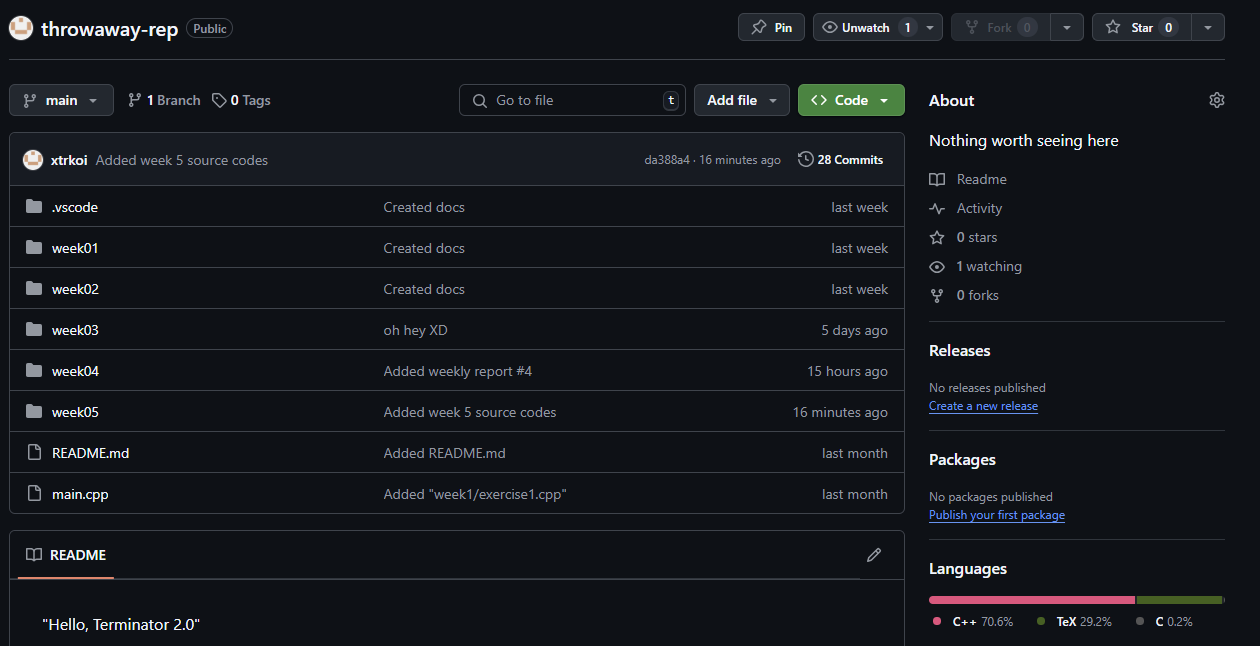 throwaway-rep Public Pin Unwatch 1 Fork 0 Star 0
main 1 Branch 0 Tags Go to file t Add file Code
xtrkoi Added week 5 source codes da388a4 · 16 minutes ago 28 Commits
.vscode Created docs last week
week01 Created docs last week
week02 Created docs last week
week03 oh hey XD 5 days ago
week04 Added weekly report #4 15 hours ago
week05 Added week 5 source codes 16 minutes ago
README.md Added README.md last month
main.cpp Added "week1/exercise1.cpp" last month
README
"Hello, Terminator 2.0"
About
Nothing worth seeing here
Readme
Activity
0 stars
1 watching
0 forks
Releases
No releases published
Create a new release
Packages
No packages published
Publish your first package
Languages
C++ 70.6% TeX 29.2% C 0.2%